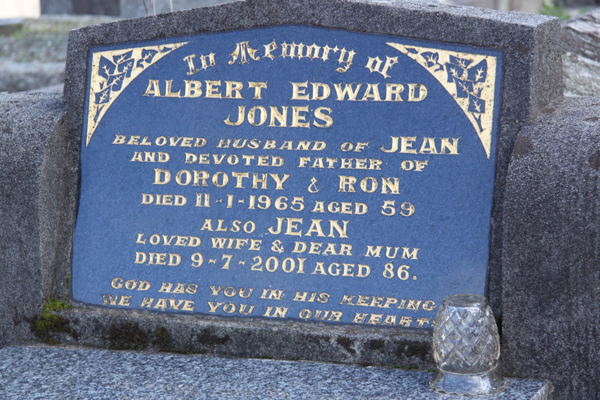 In Memory of
ALBERT EDWARD
JONES
BELOVED HUSBAND OF JEAN
AND DEVOTED FATHER OF
DOROTHY & RON
DIED 11-1-1965 AGED 59
ALSO JEAN
LOVED WIFE & DEAR MUM
DIED 9-7-2001 AGED 86.
GOD HAS YOU IN HIS KEEPING
WE HAVE YOU IN OUR HEARTS